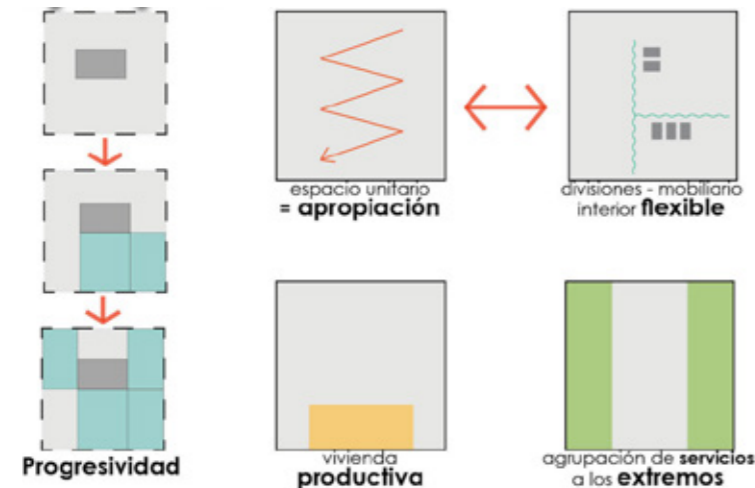 Progresividad
espacio unitario
= apropiación
divisiones - mobiliario
interior flexible
vivienda
productiva
agrupación de servicios
a los extremos